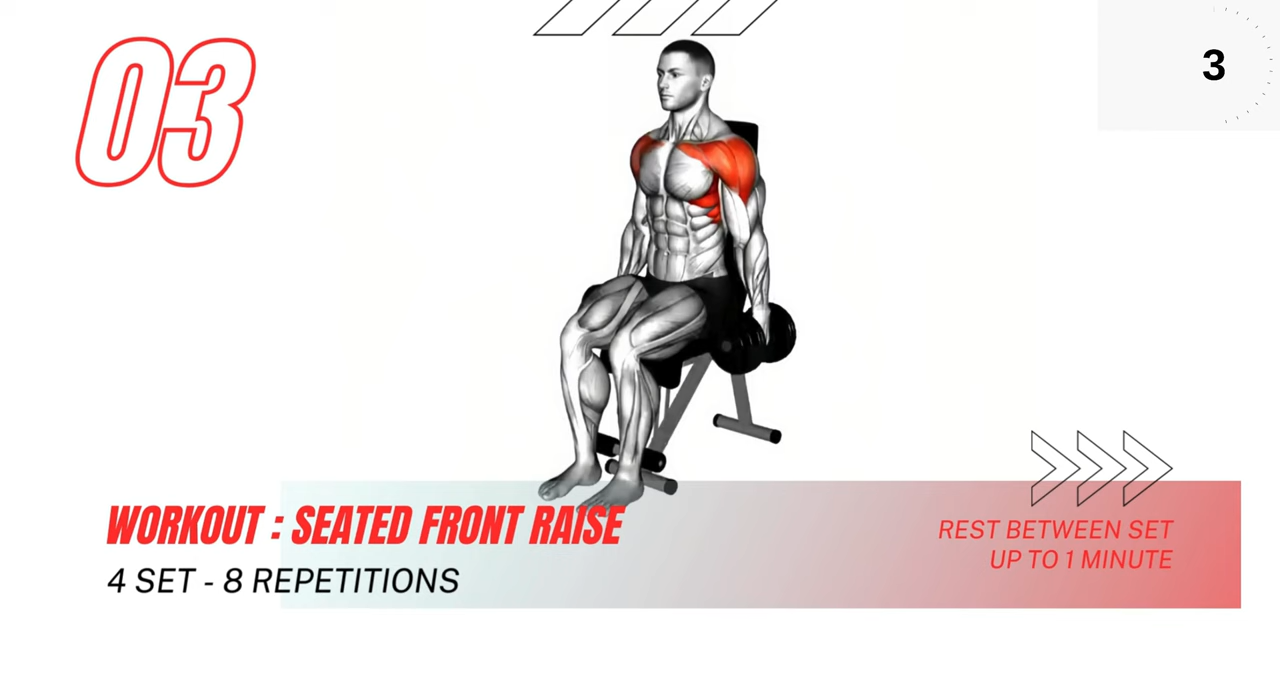 03
3
WORKOUT : SEATED FRONT RAISE
4 SET - 8 REPETITIONS
REST BETWEEN SET
UP TO 1 MINUTE